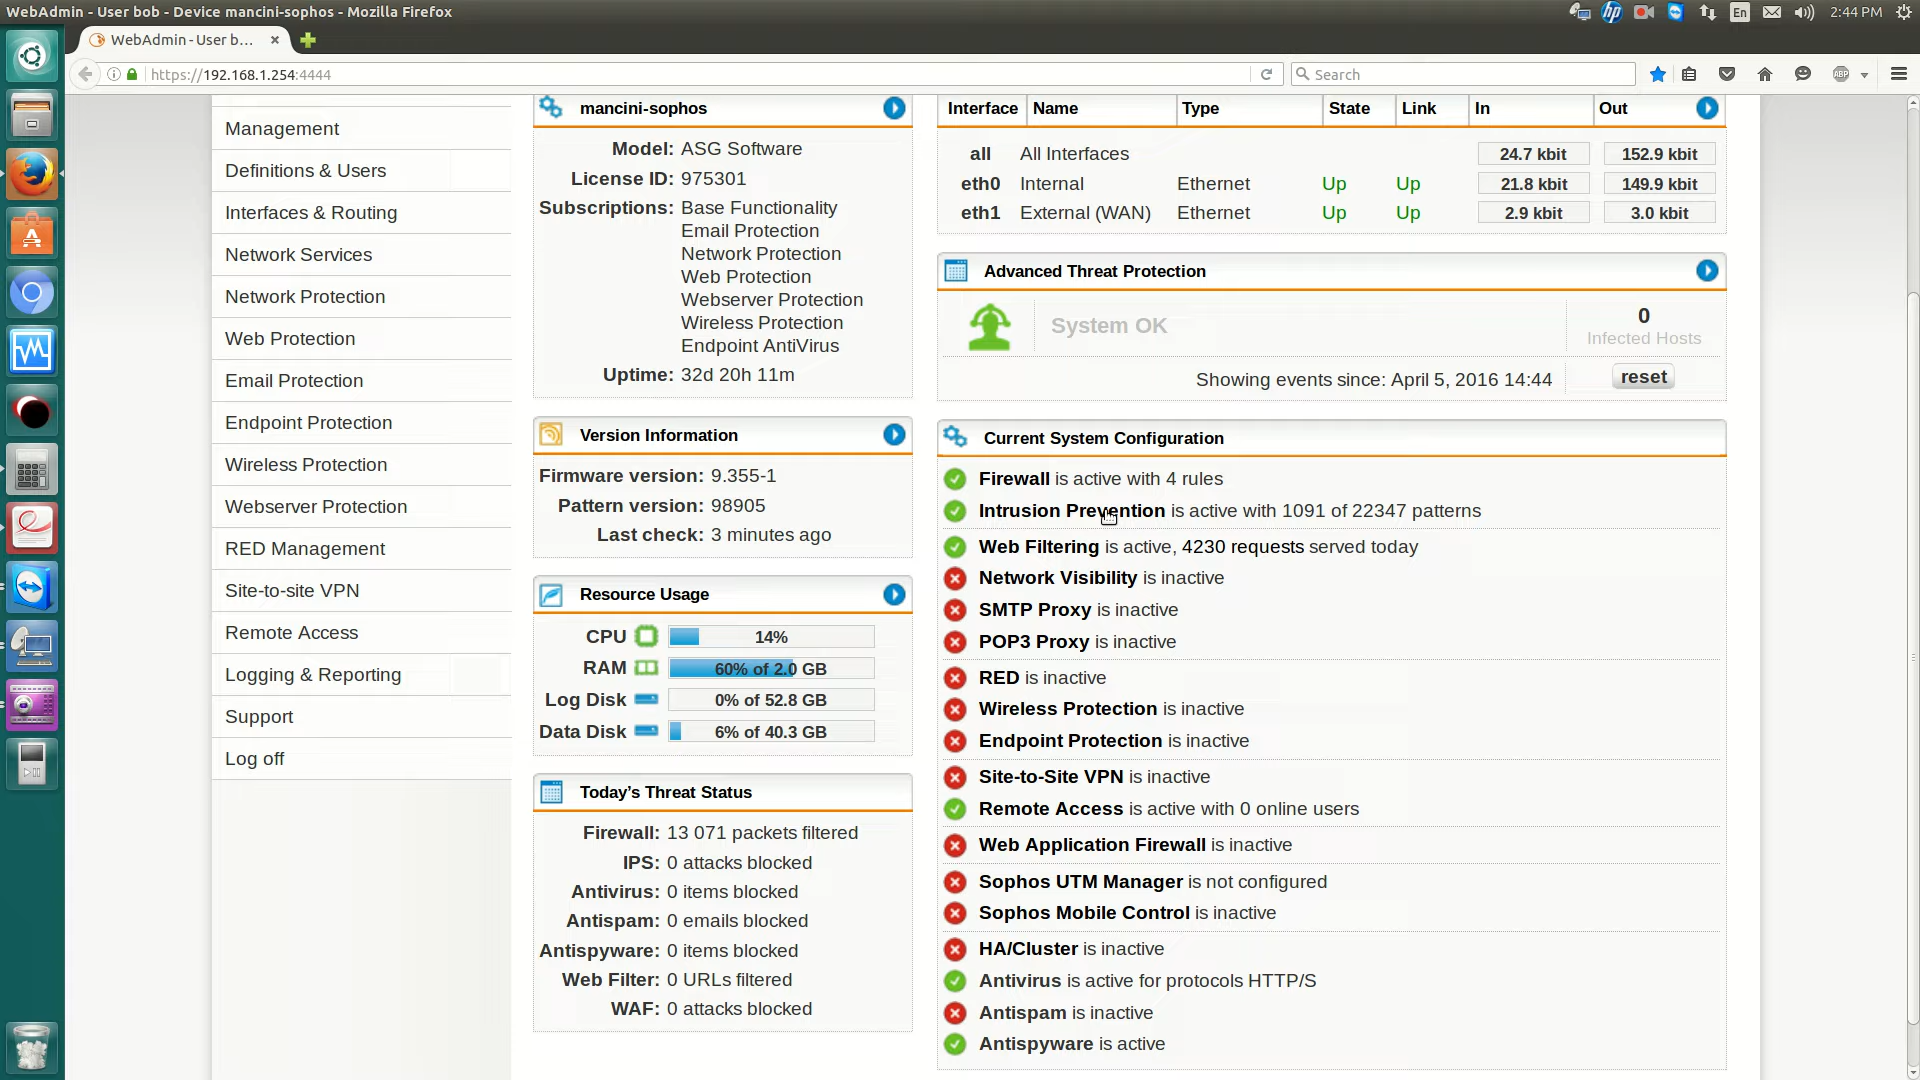 WebAdmin - User bob - Device mancini-sophos - Mozilla Firefox
En
2:44 PM
WebAdmin - User b...
https://192.168.1.254:4444
Search
ABP
Management
Definitions & Users
Interfaces & Routing
Network Services
Network Protection
Web Protection
Email Protection
Endpoint Protection
Wireless Protection
Webserver Protection
RED Management
Site-to-site VPN
Remote Access
Logging & Reporting
Support
Log off
mancini-sophos
Model: ASG Software
License ID: 975301
Subscriptions: Base Functionality
Email Protection
Network Protection
Web Protection
Webserver Protection
Wireless Protection
Endpoint AntiVirus
Uptime: 32d 20h 11m
Version Information
Firmware version: 9.355-1
Pattern version: 98905
Last check: 3 minutes ago
Resource Usage
CPU 14%
RAM 60% of 2.0 GB
Log Disk 0% of 52.8 GB
Data Disk 6% of 40.3 GB
Today's Threat Status
Firewall: 13 071 packets filtered
IPS: 0 attacks blocked
Antivirus: 0 items blocked
Antispam: 0 emails blocked
Antispyware: 0 items blocked
Web Filter: 0 URLs filtered
WAF: 0 attacks blocked
Interface Name Type State Link In Out
all All Interfaces 24.7 kbit 152.9 kbit
eth0 Internal Ethernet Up Up 21.8 kbit 149.9 kbit
eth1 External (WAN) Ethernet Up Up 2.9 kbit 3.0 kbit
Advanced Threat Protection
System OK
0
Infected Hosts
Showing events since: April 5, 2016 14:44
reset
Current System Configuration
Firewall is active with 4 rules
Intrusion Prevention is active with 1091 of 22347 patterns
Web Filtering is active, 4230 requests served today
Network Visibility is inactive
SMTP Proxy is inactive
POP3 Proxy is inactive
RED is inactive
Wireless Protection is inactive
Endpoint Protection is inactive
Site-to-Site VPN is inactive
Remote Access is active with 0 online users
Web Application Firewall is inactive
Sophos UTM Manager is not configured
Sophos Mobile Control is inactive
HA/Cluster is inactive
Antivirus is active for protocols HTTP/S
Antispam is inactive
Antispyware is active